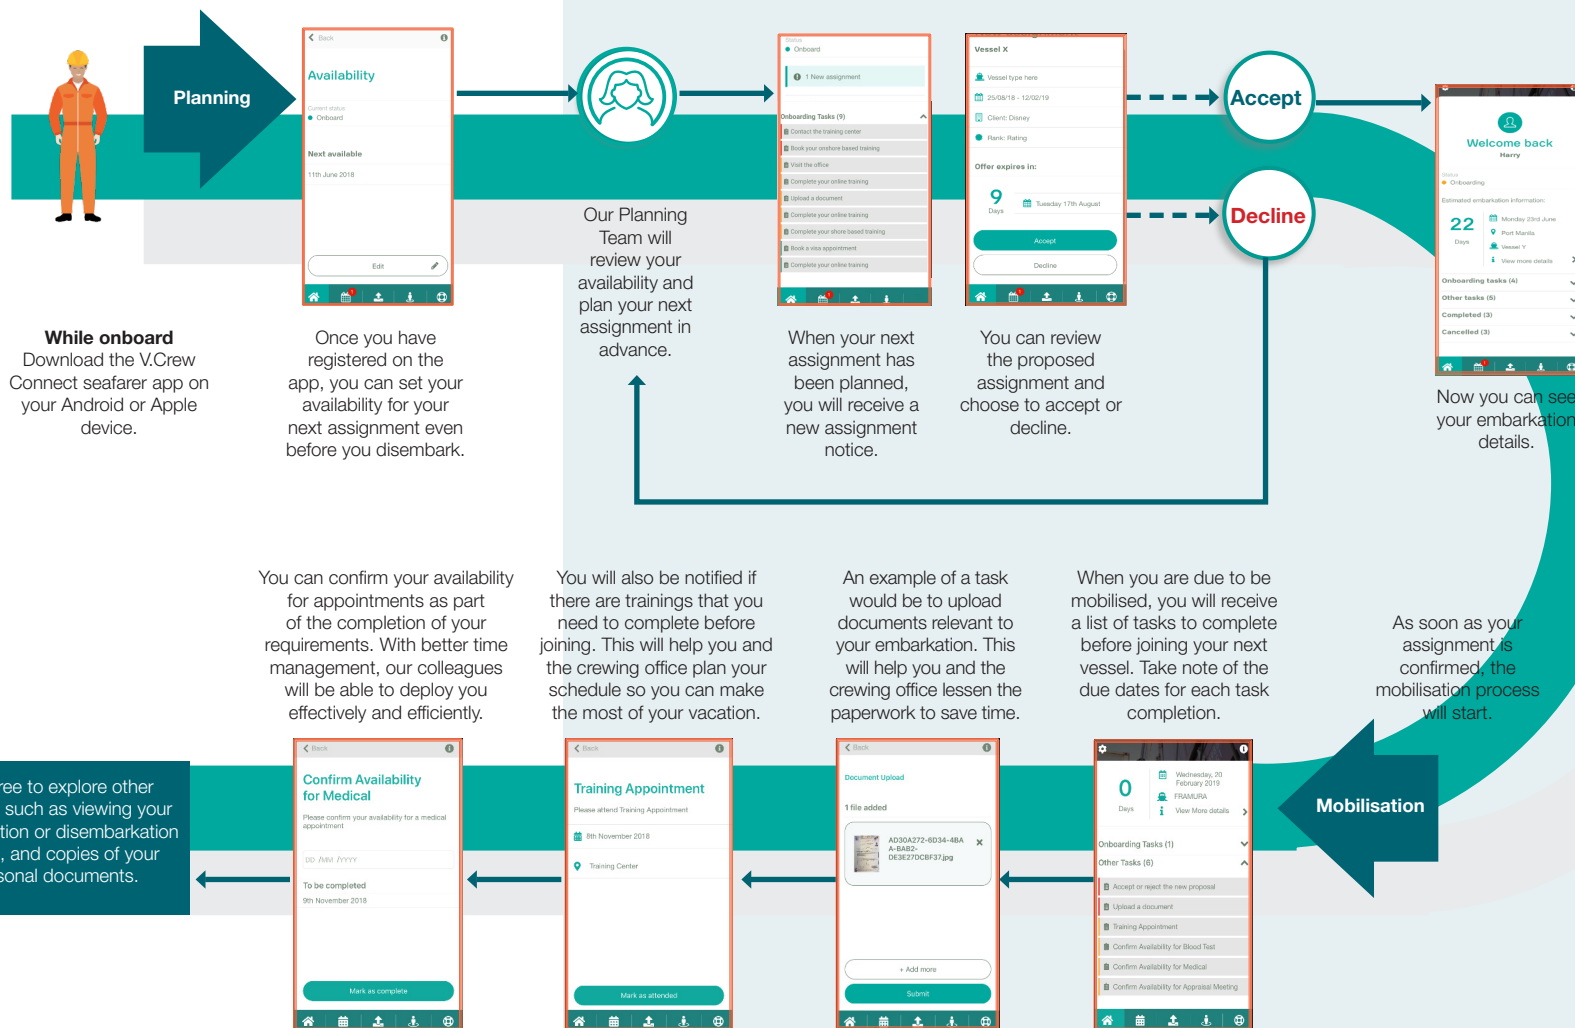 Planning
While onboard
Download the V.Crew
Connect seafarer app on
your Android or Apple
device.
Back
Availability
Current status
Onboard
Next available
11th June 2018
Edit
Once you have
registered on the
app, you can set your
availability for your
next assignment even
before you disembark.
Our Planning
Team will
review your
availability and
plan your next
assignment in
advance.
Status
Onboard
1 New assignment
Onboarding Tasks (9)
Contact the training center
Book your onshore based training
Visit the office
Complete your online training
Upload a document
Complete your online training
Complete your shore based training
Book a visa appointment
Complete your online training
When your next
assignment has
been planned,
you will receive a
new assignment
notice.
Vessel X
Vessel type here
25/08/18 - 12/02/19
Client: Disney
Rank: Rating
Offer expires in:
9
Days
Tuesday 17th August
Accept
Decline
You can review
the proposed
assignment and
choose to accept or
decline.
Accept
Decline
Welcome back
Harry
Status
Onboarding
Estimated embarkation information:
22
Days
Monday 23rd June
Port Manila
Vessel Y
View more details
Onboarding tasks (4)
Other tasks (5)
Completed (3)
Cancelled (3)
Now you can see
your embarkation
details.
As soon as your
assignment is
confirmed, the
mobilisation process
will start.
Mobilisation
When you are due to be
mobilised, you will receive
a list of tasks to complete
before joining your next
vessel. Take note of the
due dates for each task
completion.
0
Days
Wednesday, 20
February 2019
FRAMURA
View More details
Onboarding Tasks (1)
Other Tasks (6)
Accept or reject the new proposal
Upload a document
Training Appointment
Confirm Availability for Blood Test
Confirm Availability for Medical
Confirm Availability for Appraisal Meeting
An example of a task
would be to upload
documents relevant to
your embarkation. This
will help you and the
crewing office lessen the
paperwork to save time.
Back
Document Upload
1 file added
AD30A272-6D34-4BA
A-BAB2-
DE3E27DCBF37.jpg
+ Add more
Submit
You will also be notified if
there are trainings that you
need to complete before
joining. This will help you and
the crewing office plan your
schedule so you can make
the most of your vacation.
Back
Training Appointment
Please attend Training Appointment
8th November 2018
Training Center
Mark as attended
You can confirm your availability
for appointments as part
of the completion of your
requirements. With better time
management, our colleagues
will be able to deploy you
effectively and efficiently.
Back
Confirm Availability
for Medical
Please confirm your availability for a medical
appointment
DD /MM /YYYY
To be completed
9th November 2018
Mark as complete
ree to explore other
such as viewing your
tion or disembarkation
, and copies of your
sonal documents.